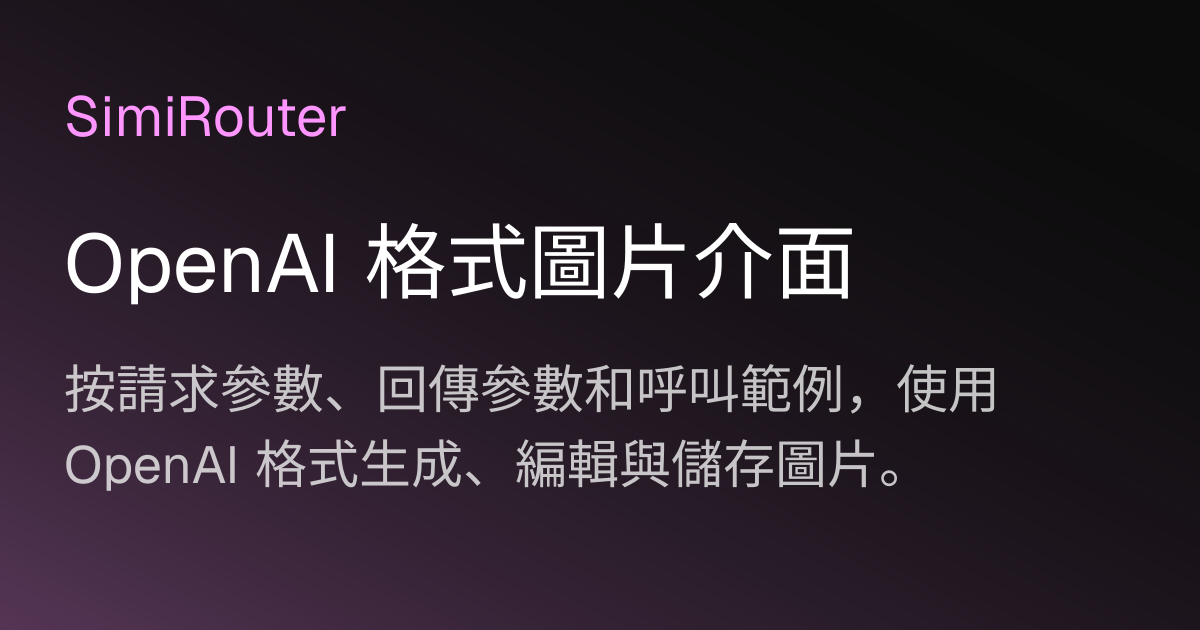 SimiRouter
OpenAI 格式圖片介面
按請求參數、回傳參數和呼叫範例，使用
OpenAI 格式生成、編輯與儲存圖片。